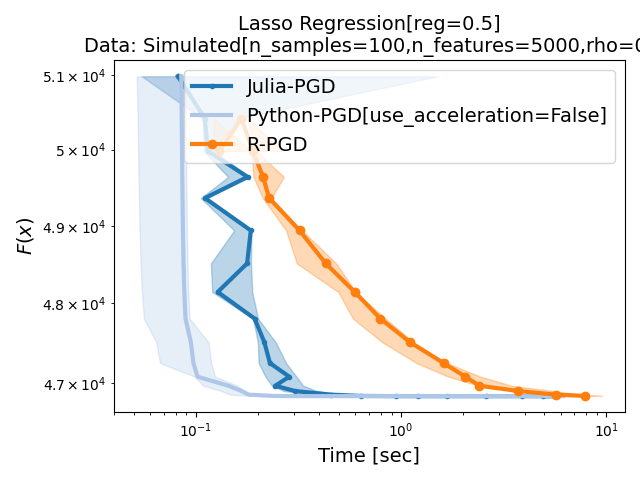 Lasso Regression[reg=0.5]
Data: Simulated[n_samples=100,n_features=5000,rho=0
Julia-PGD
Python-PGD[use_acceleration=False]
R-PGD
5.1 × 10⁴
5 × 10⁴
4.9 × 10⁴
4.8 × 10⁴
4.7 × 10⁴
F(x)
10⁻¹ 10⁰ 10¹
Time [sec]